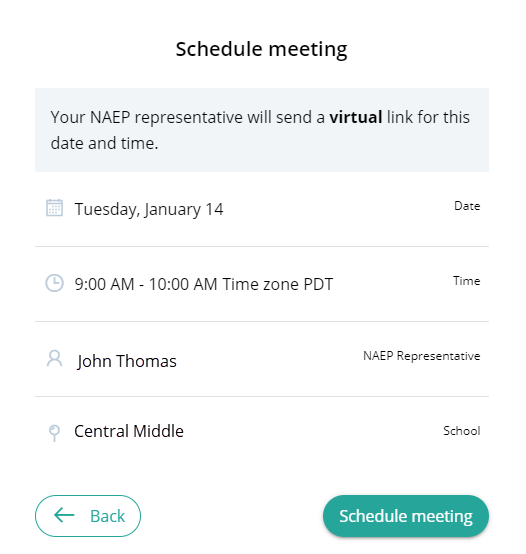 Schedule meeting
Your NAEP representative will send a virtual link for this
date and time.
Tuesday, January 14 Date
9:00 AM - 10:00 AM Time zone PDT Time
John Thomas NAEP Representative
Central Middle School
Back Schedule meeting